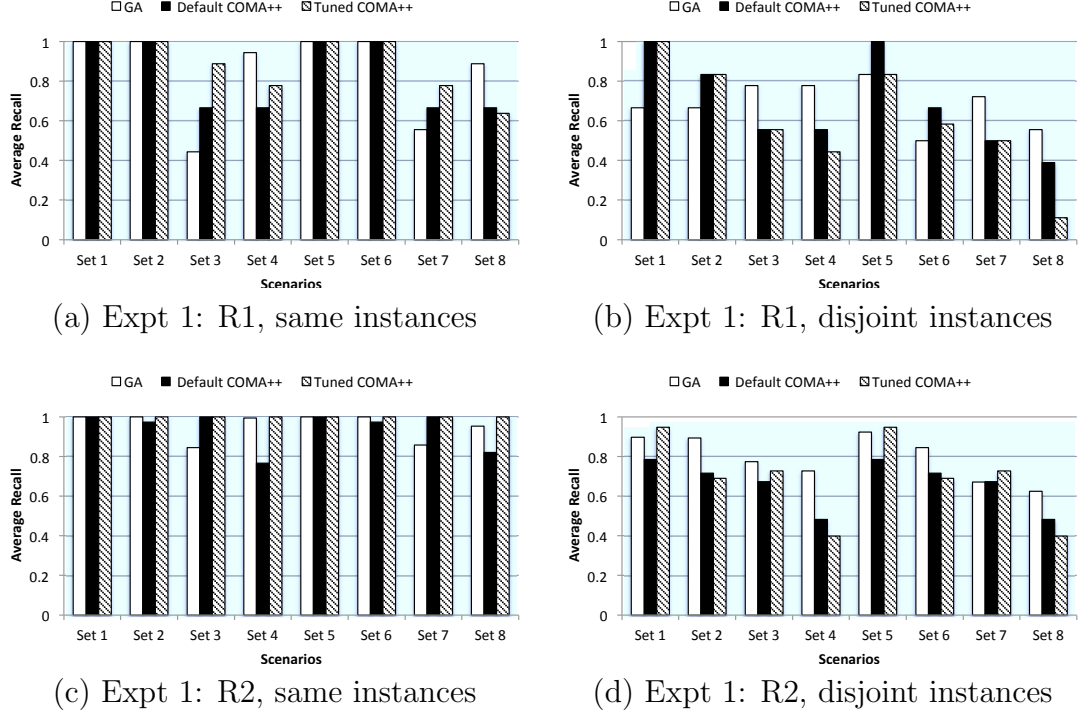 GA Default COMA++ Tuned COMA++
GA Default COMA++ Tuned COMA++
Average Recall
1
0.8
0.6
0.4
0.2
0
Set 1 Set 2 Set 3 Set 4 Set 5 Set 6 Set 7 Set 8
Scenarios
(a) Expt 1: R1, same instances
Average Recall
1
0.8
0.6
0.4
0.2
0
Set 1 Set 2 Set 3 Set 4 Set 5 Set 6 Set 7 Set 8
Scenarios
(b) Expt 1: R1, disjoint instances
GA Default COMA++ Tuned COMA++
Average Recall
1
0.8
0.6
0.4
0.2
0
Set 1 Set 2 Set 3 Set 4 Set 5 Set 6 Set 7 Set 8
Scenarios
(c) Expt 1: R2, same instances
GA Default COMA++ Tuned COMA++
Average Recall
1
0.8
0.6
0.4
0.2
0
Set 1 Set 2 Set 3 Set 4 Set 5 Set 6 Set 7 Set 8
Scenarios
(d) Expt 1: R2, disjoint instances